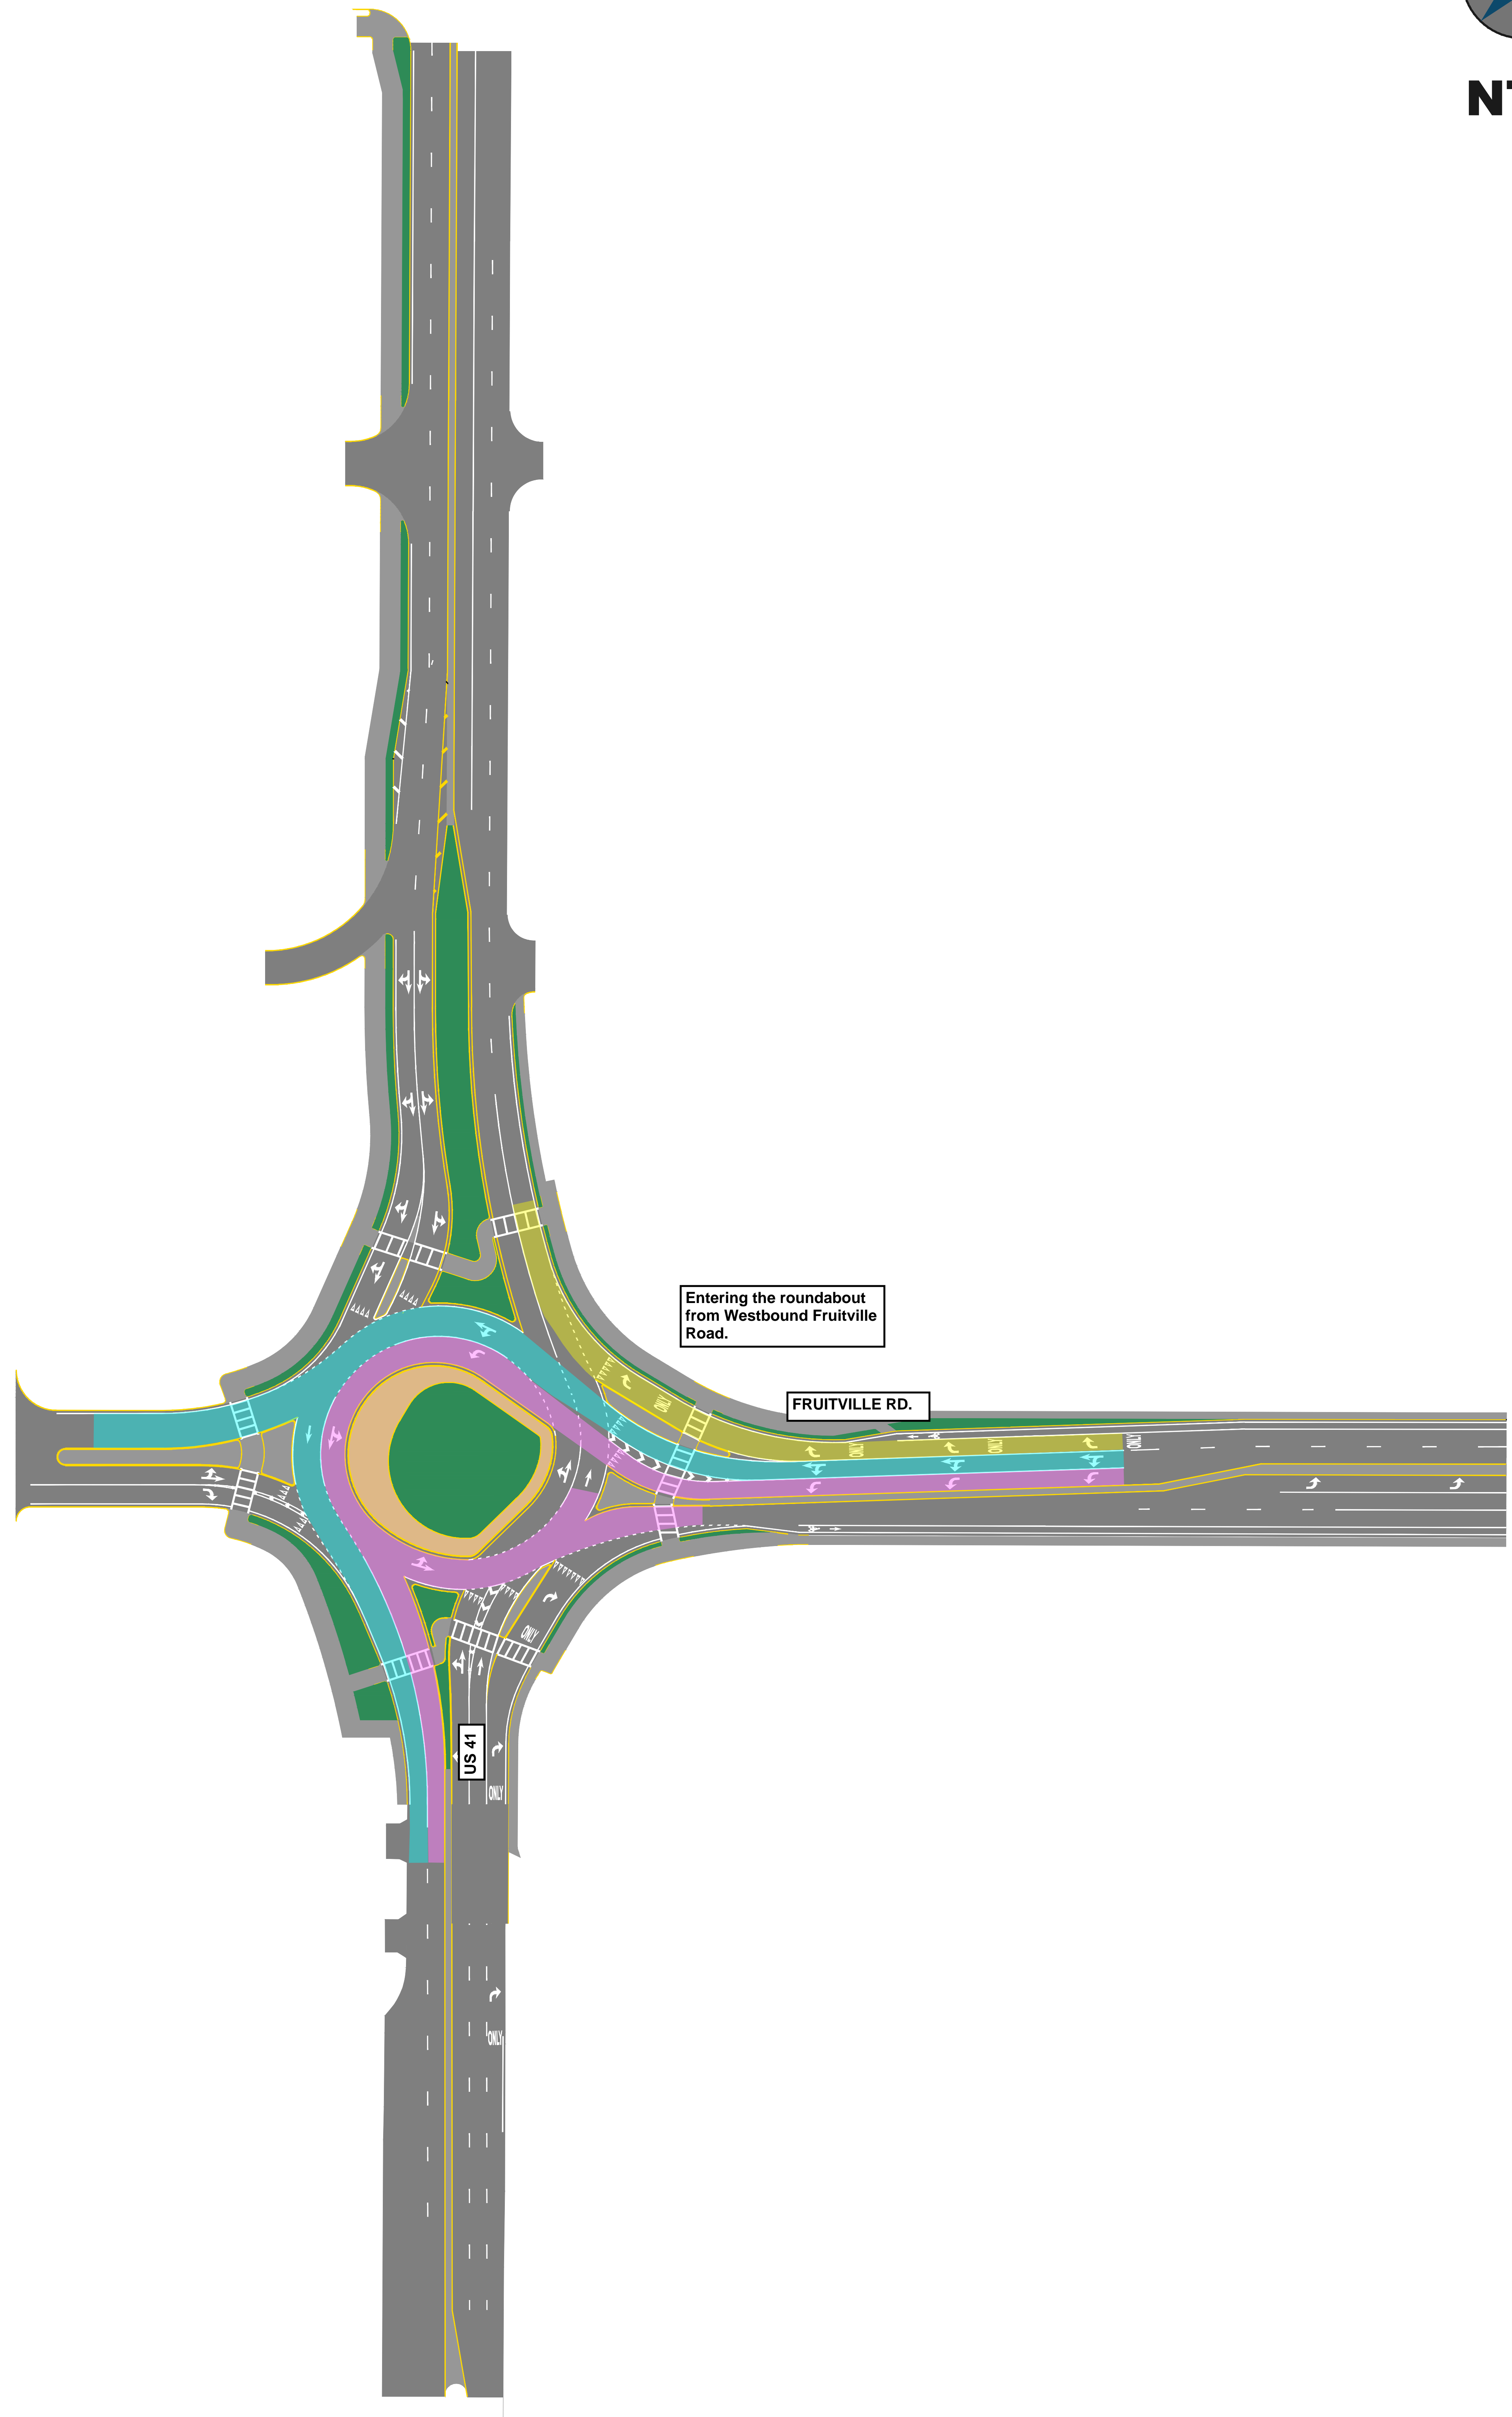 NT
Entering the roundabout
from Westbound Fruitville
Road.
FRUITVILLE RD.
ONLY
ONLY
ONLY
ONLY
ONLY
US 41
ONLY
ONLY